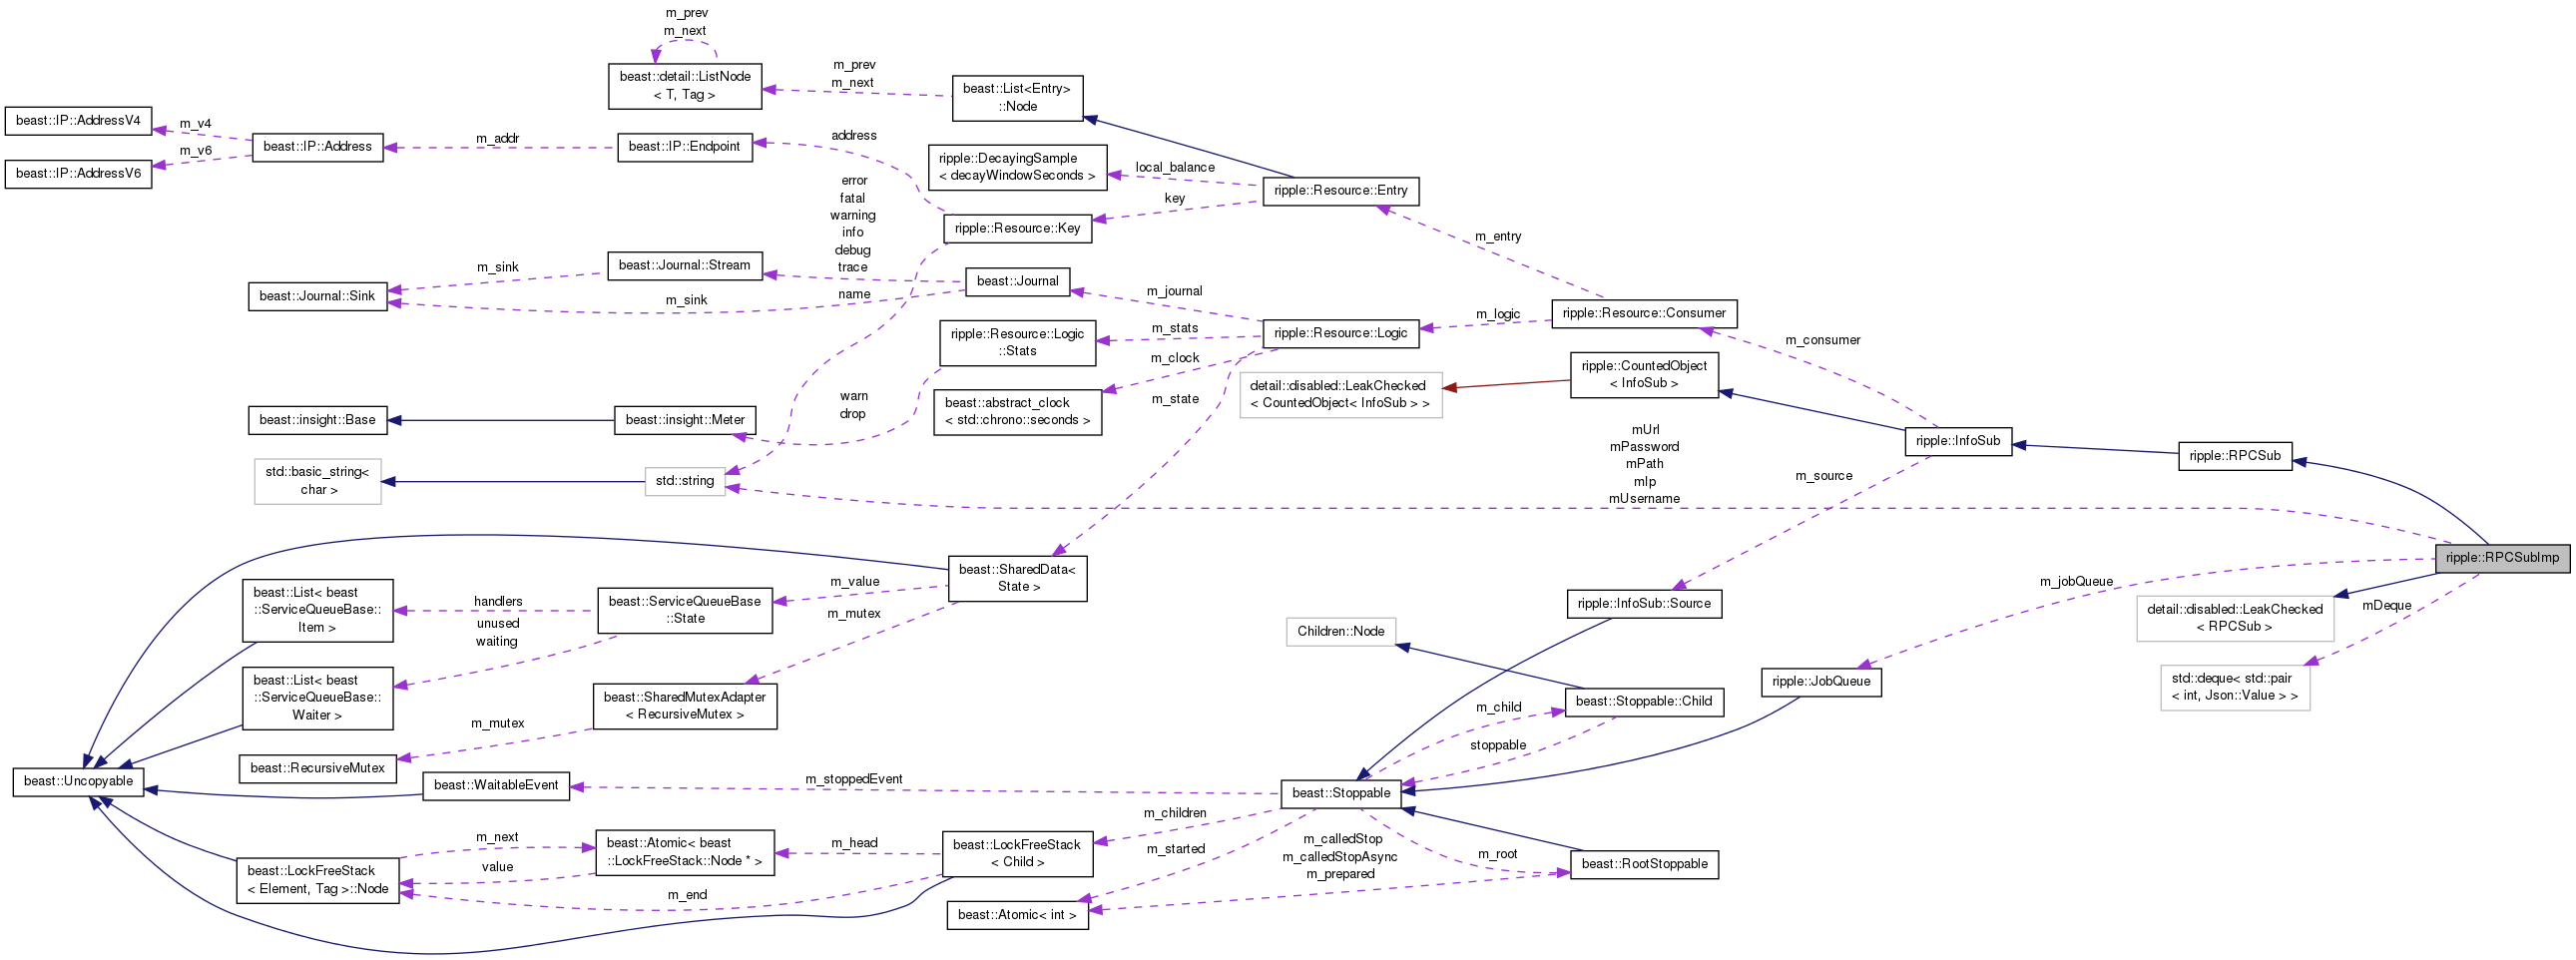 m_prev
m_next
beast::detail::ListNode
< T, Tag >
m_prev
m_next
beast::List<Entry>
::Node
beast::IP::AddressV4
m_v4
beast::IP::Address
m_addr
beast::IP::Endpoint
address
m_v6
beast::IP::AddressV6
ripple::DecayingSample
< decayWindowSeconds >
local_balance
ripple::Resource::Entry
key
ripple::Resource::Key
error
fatal
warning
info
debug
trace
m_entry
beast::Journal::Stream
m_sink
beast::Journal::Sink
m_sink
name
beast::Journal
m_journal
ripple::Resource::Logic
::Stats
m_stats
ripple::Resource::Logic
m_logic
ripple::Resource::Consumer
m_clock
m_consumer
beast::abstract_clock
< std::chrono::seconds >
m_state
detail::disabled::LeakChecked
< CountedObject< InfoSub > >
ripple::CountedObject
< InfoSub >
warn
drop
beast::insight::Base
beast::insight::Meter
ripple::InfoSub
ripple::RPCSub
std::basic_string<
char >
std::string
mUrl
mPassword
mPath
mIp
mUsername
m_source
ripple::RPCSubImp
beast::SharedData<
State >
m_value
m_mutex
beast::List< beast
::ServiceQueueBase::
Item >
handlers
beast::ServiceQueueBase
::State
unused
waiting
ripple::InfoSub::Source
m_jobQueue
detail::disabled::LeakChecked
< RPCSub >
mDeque
Children::Node
std::deque< std::pair
< int, Json::Value > >
beast::List< beast
::ServiceQueueBase::
Waiter >
beast::SharedMutexAdapter
< RecursiveMutex >
m_mutex
beast::RecursiveMutex
ripple::JobQueue
m_child
beast::Stoppable::Child
stoppable
beast::Uncopyable
beast::WaitableEvent
m_stoppedEvent
beast::Stoppable
m_children
m_started
m_calledStop
m_calledStopAsync
m_prepared
m_root
beast::RootStoppable
m_next
value
beast::Atomic< beast
::LockFreeStack::Node * >
m_head
beast::LockFreeStack
< Child >
beast::LockFreeStack
< Element, Tag >::Node
m_end
beast::Atomic< int >